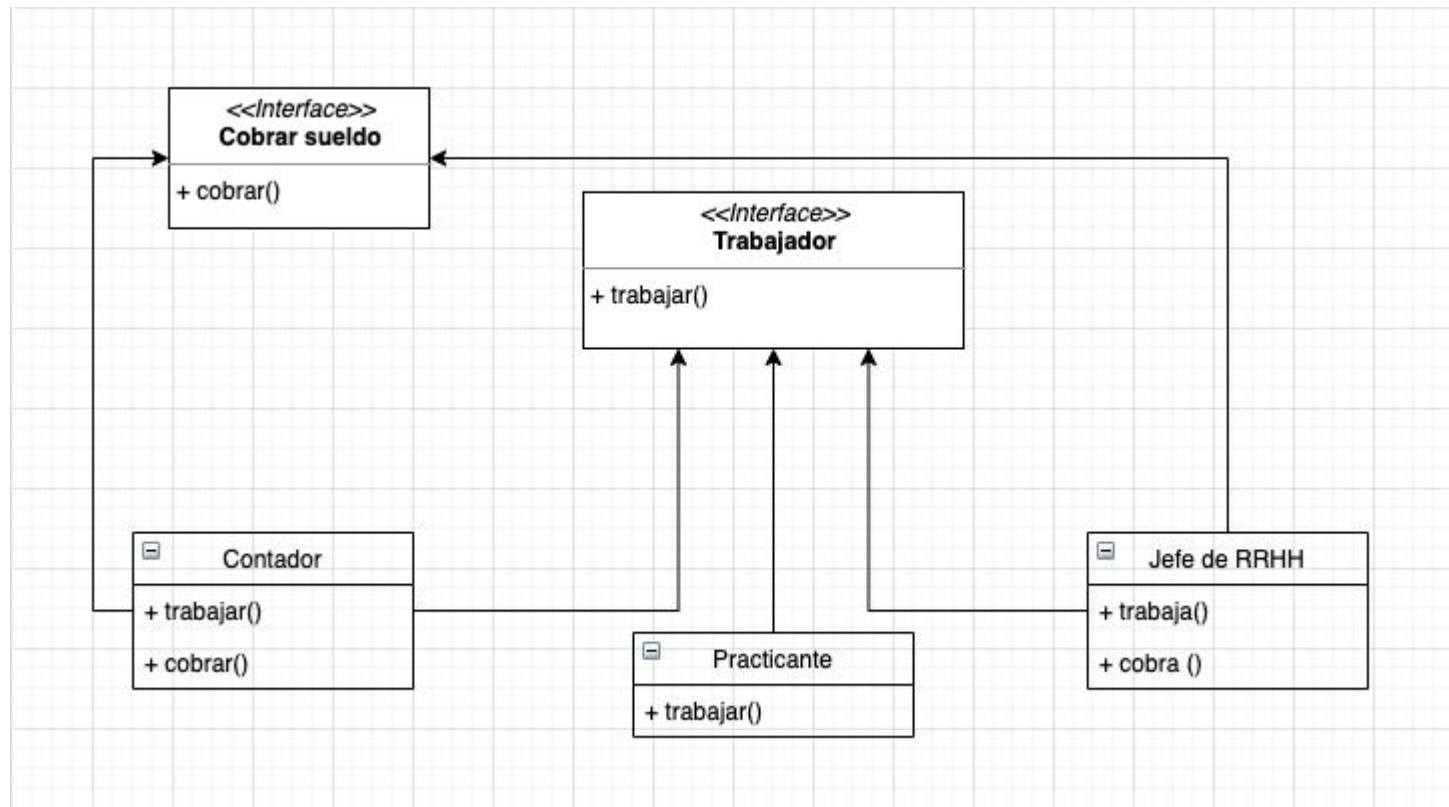 <<Interface>>
Cobrar sueldo
+ cobrar()
<<Interface>>
Trabajador
+ trabajar()
Contador
+ trabajar()
+ cobrar()
Practicante
+ trabajar()
Jefe de RRHH
+ trabaja()
+ cobra ()